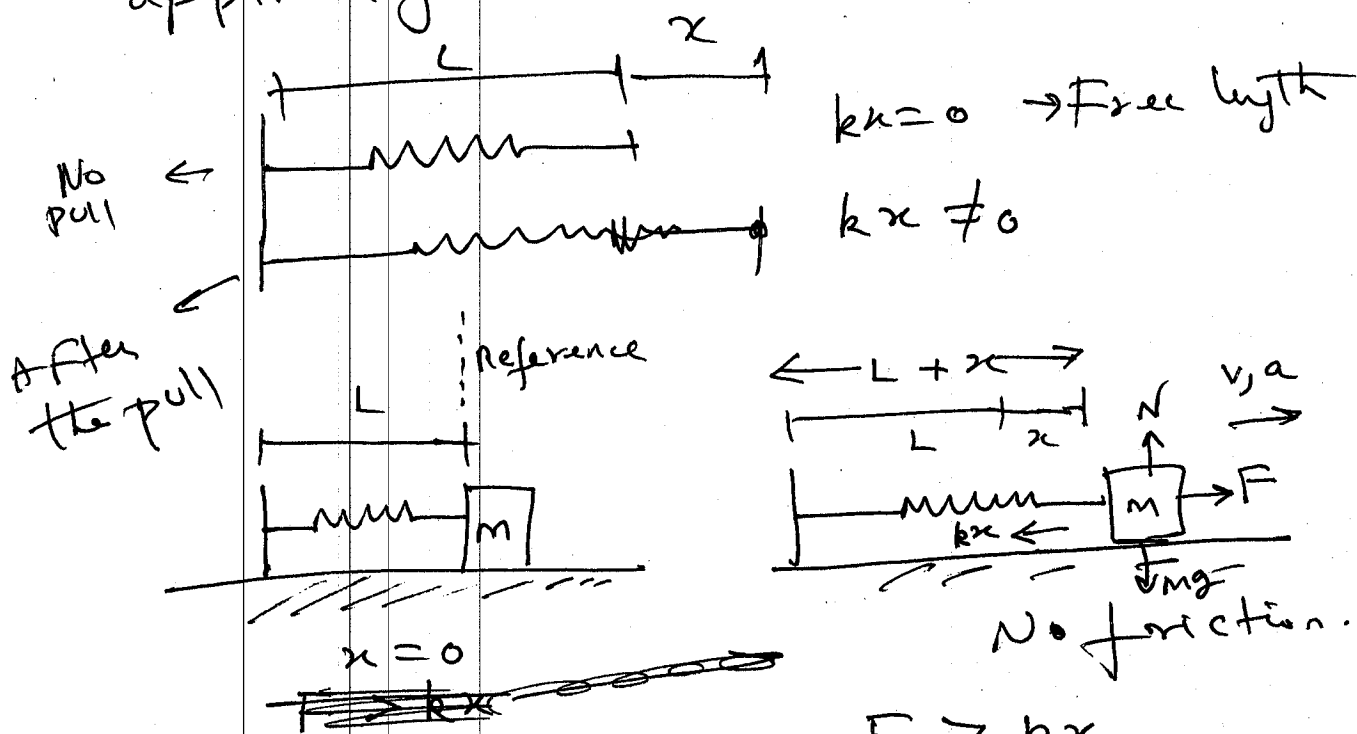 L x
kx = 0 → Free length
No pull ←
kx ≠ 0
After the pull
Reference
L
← L + x →
v, a
L x
N
m
kx ←
m → F
mg
No friction.
x = 0
F > kx